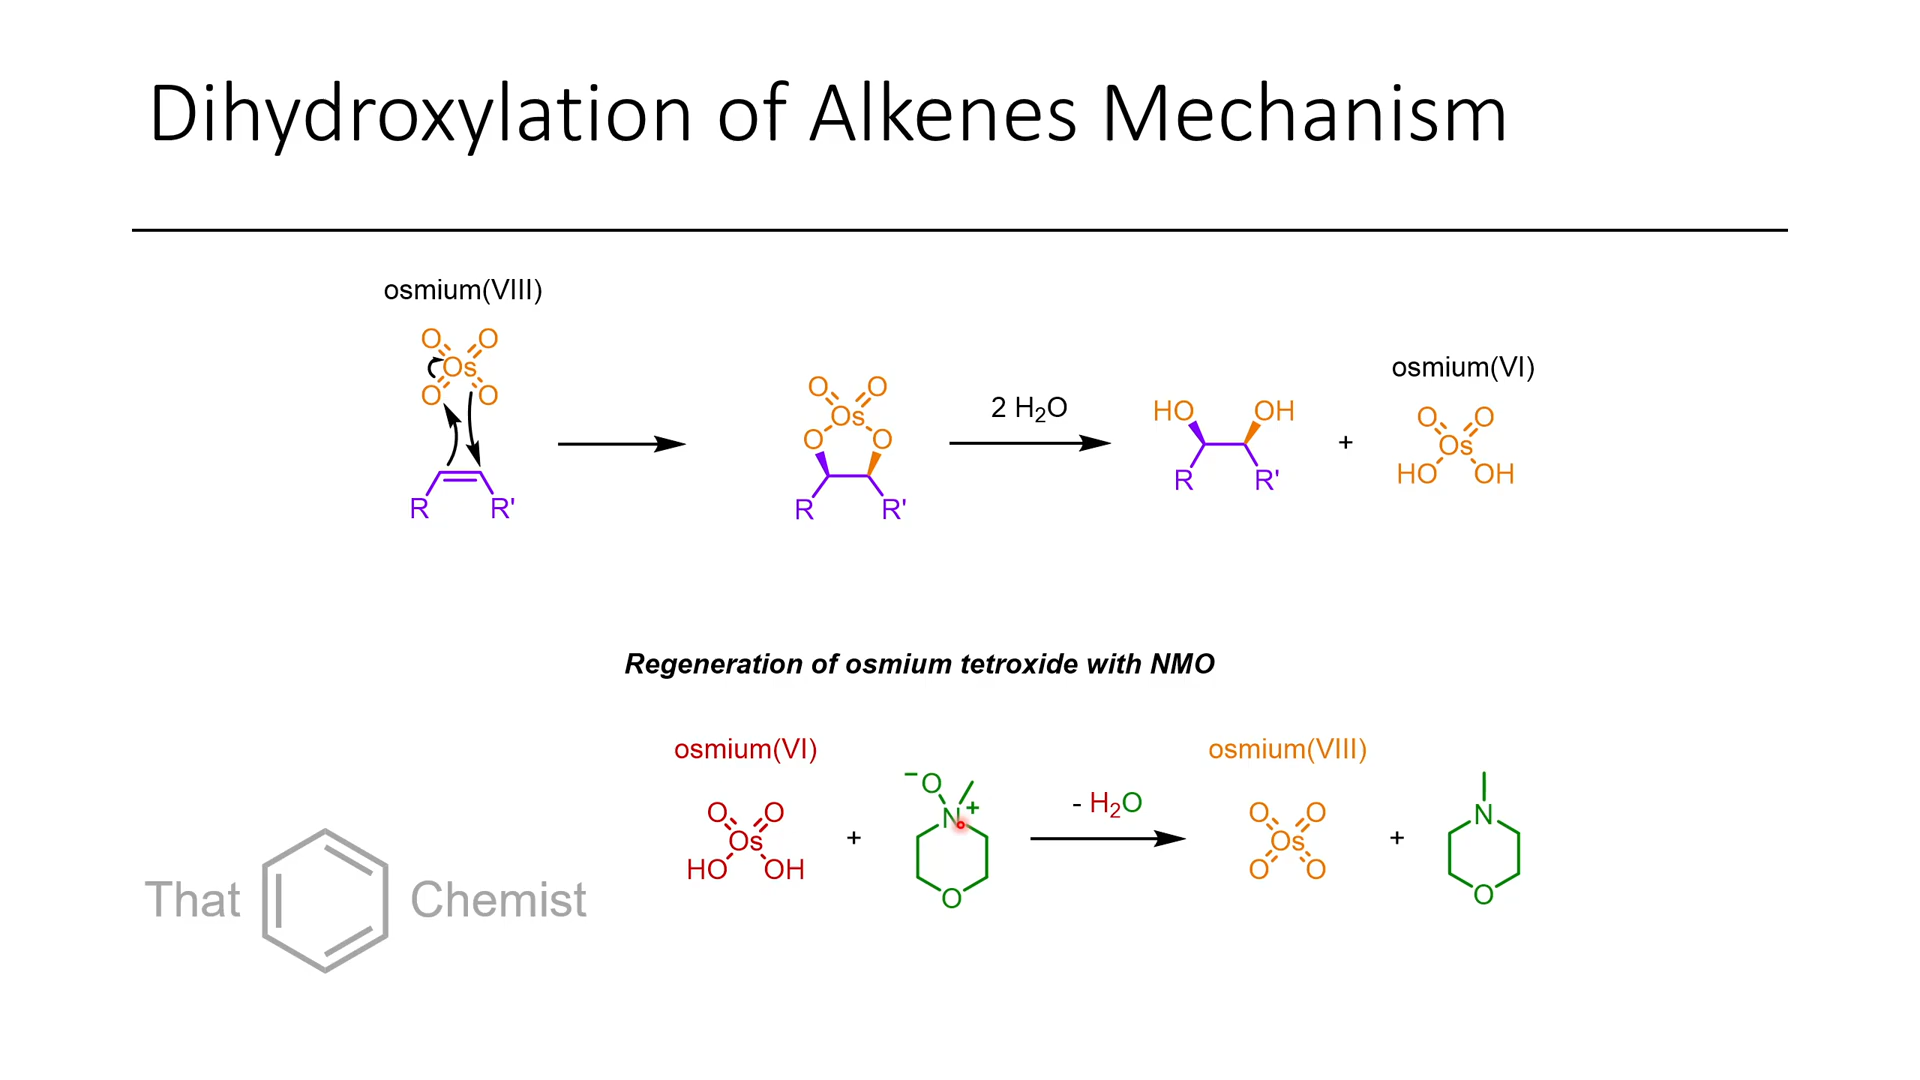 Dihydroxylation of Alkenes Mechanism
osmium(VIII)
O O
Os
O O
R R'
O O
Os
O O
R R'
2 H₂O
HO OH
R R'
+
osmium(VI)
O O
Os
HO OH
Regeneration of osmium tetroxide with NMO
osmium(VI)
O O
Os
HO OH
+
−O
N+
O
- H₂O
osmium(VIII)
O O
Os
O O
+
N
O
That Chemist